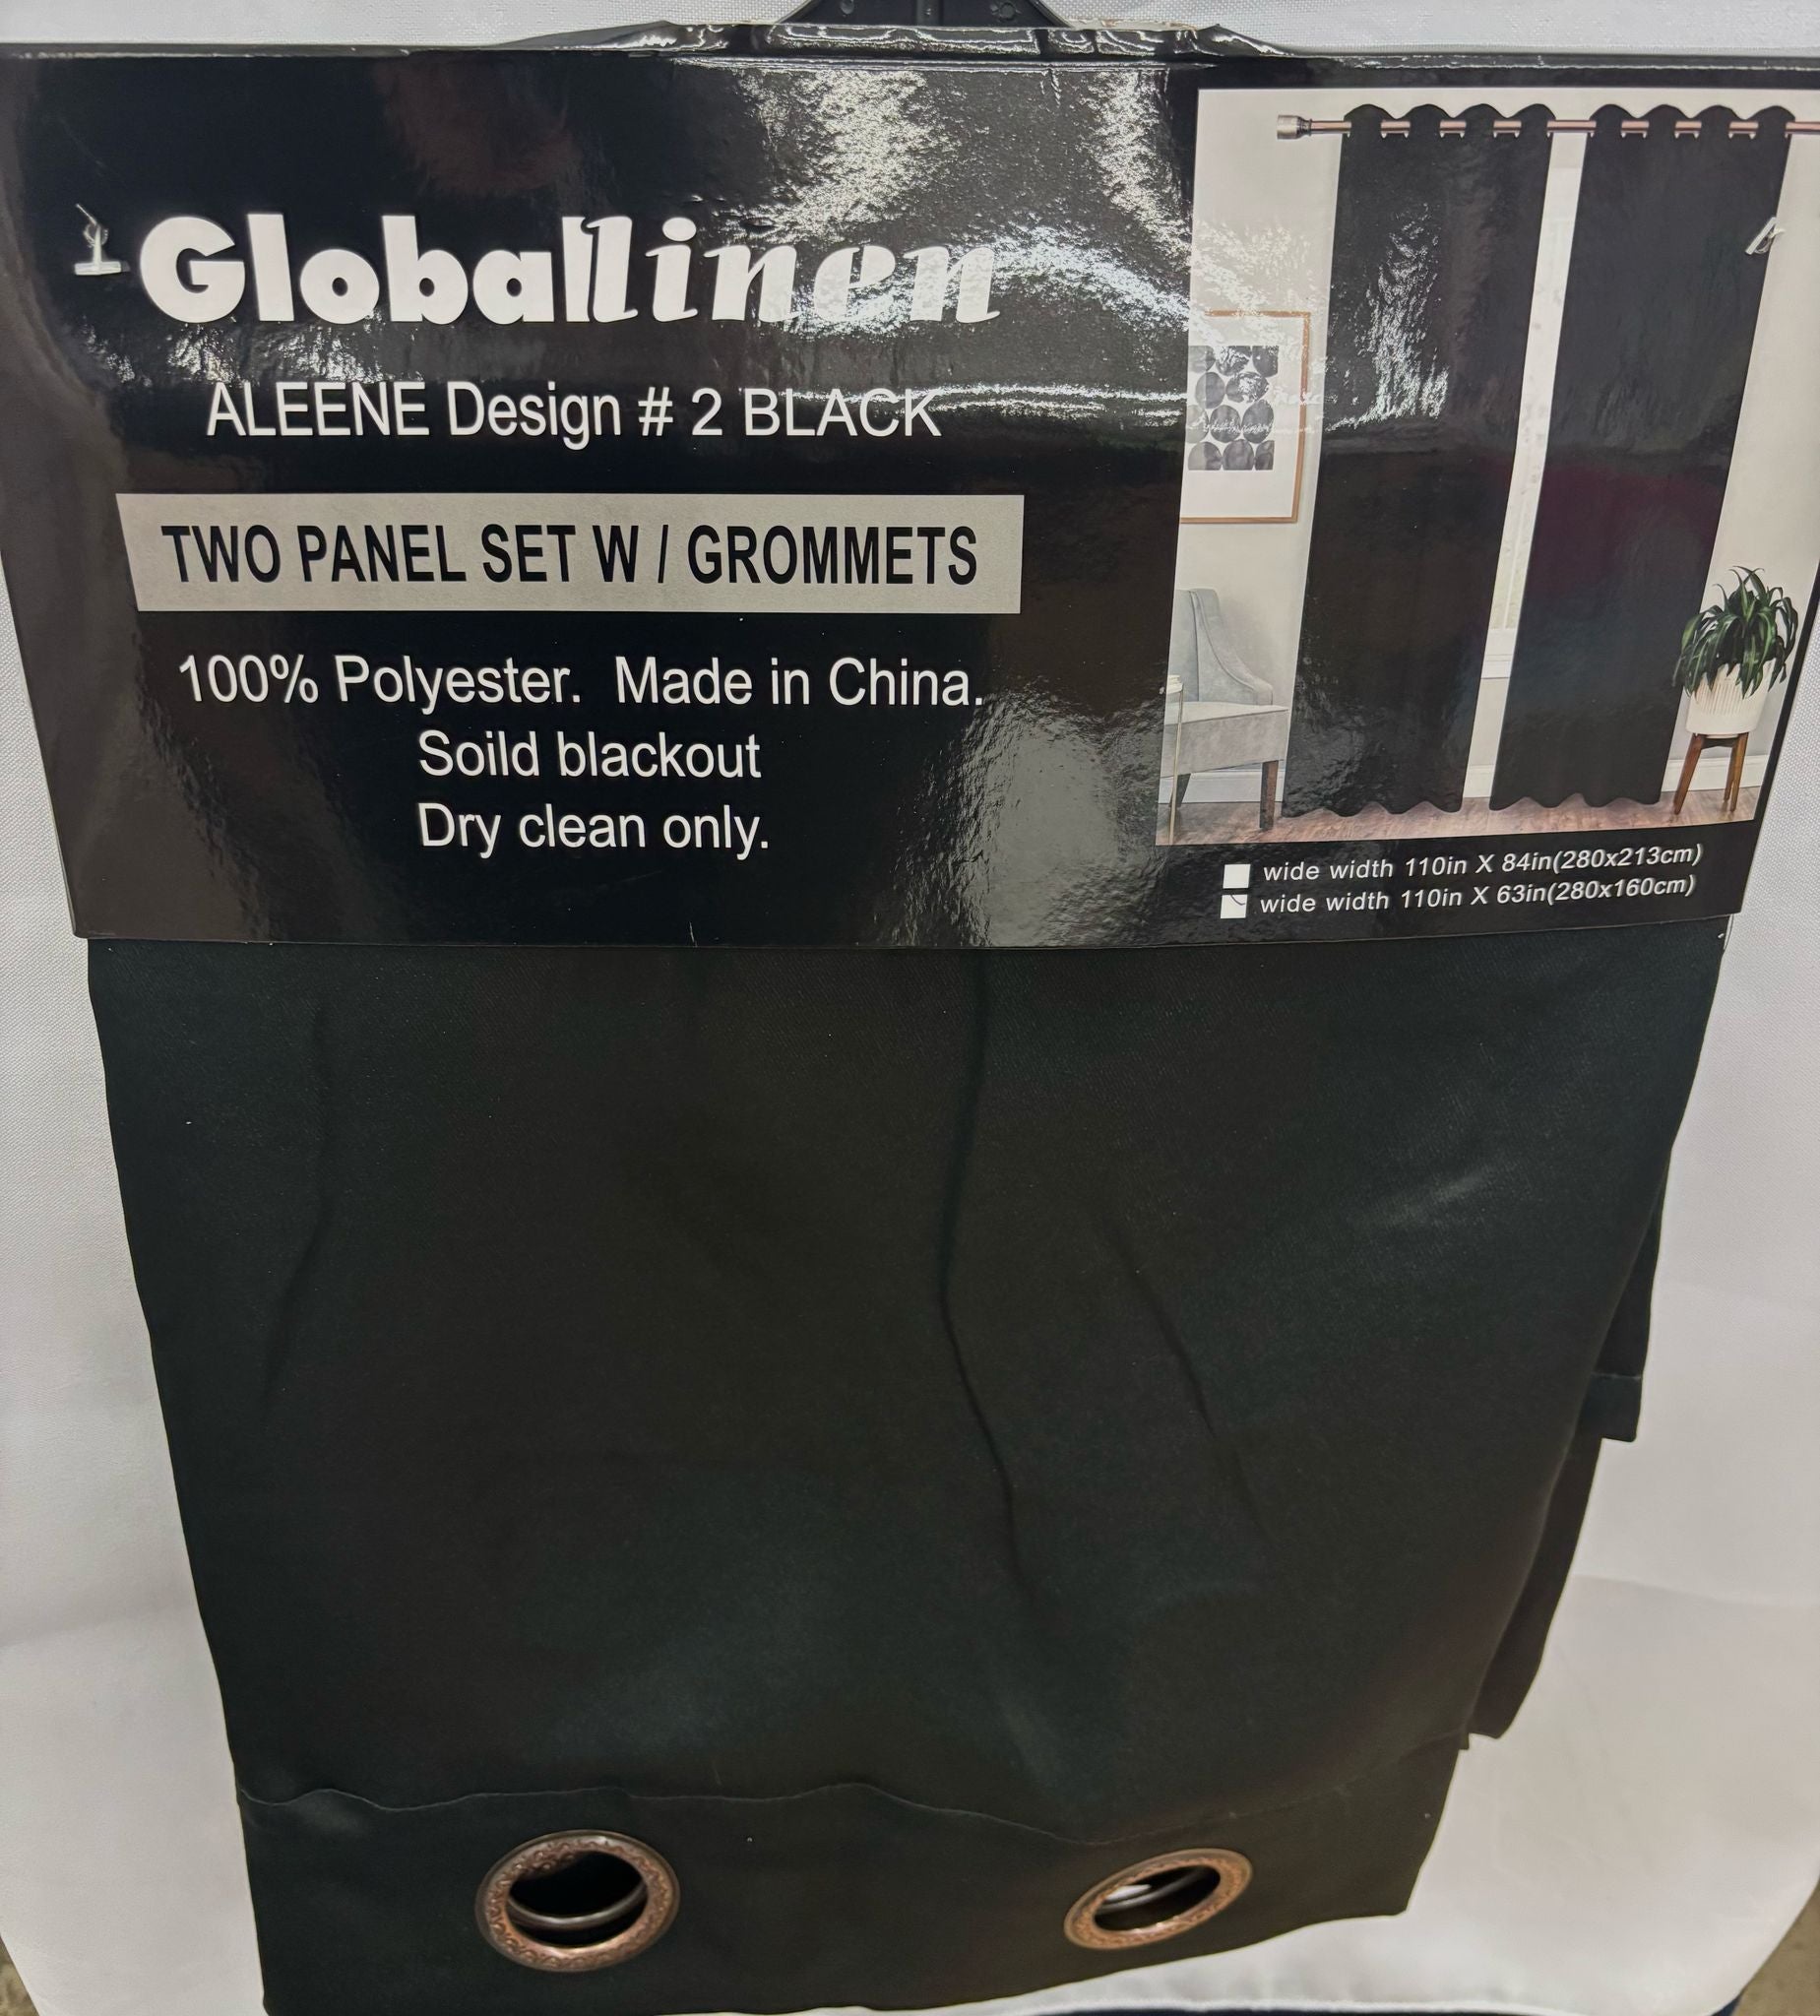 Globallinen
ALEENE Design # 2 BLACK
TWO PANEL SET W / GROMMETS
100% Polyester.  Made in China.
Soild blackout
Dry clean only.
wide width 110in X 84in(280x213cm)
wide width 110in X 63in(280x160cm)